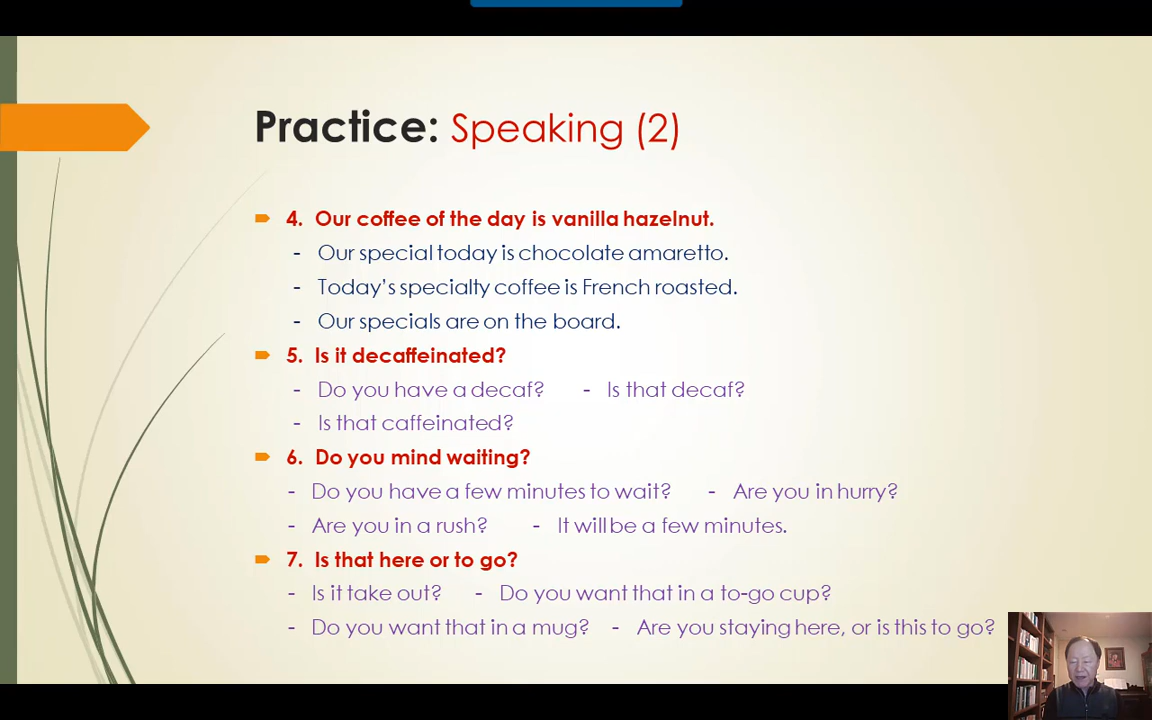 Practice: Speaking (2)
4. Our coffee of the day is vanilla hazelnut.
- Our special today is chocolate amaretto.
- Today's specialty coffee is French roasted.
- Our specials are on the board.
5. Is it decaffeinated?
- Do you have a decaf? - Is that decaf?
- Is that caffeinated?
6. Do you mind waiting?
- Do you have a few minutes to wait? - Are you in hurry?
- Are you in a rush? - It will be a few minutes.
7. Is that here or to go?
- Is it take out? - Do you want that in a to-go cup?
- Do you want that in a mug? - Are you staying here, or is this to go?